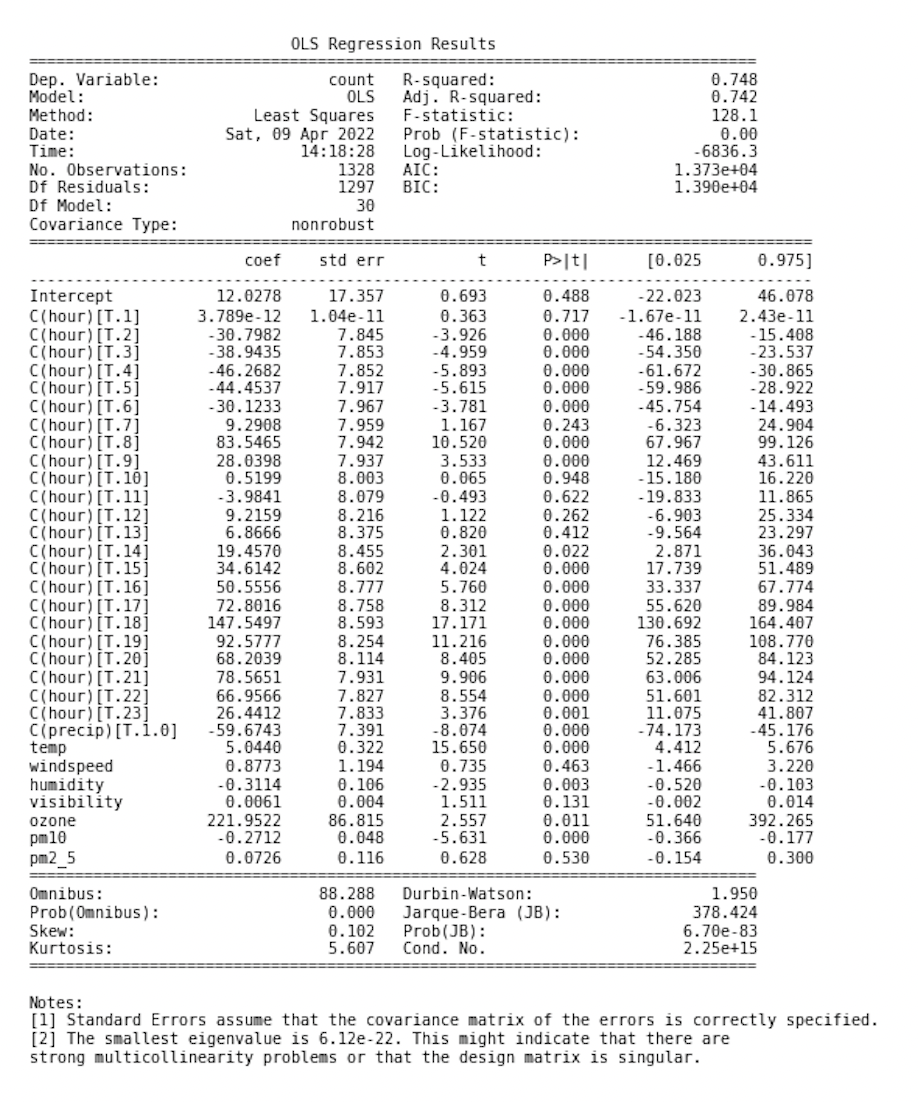 OLS Regression Results
Dep. Variable: count R-squared: 0.748
Model: OLS Adj. R-squared: 0.742
Method: Least Squares F-statistic: 128.1
Date: Sat, 09 Apr 2022 Prob (F-statistic): 0.00
Time: 14:18:28 Log-Likelihood: -6836.3
No. Observations: 1328 AIC: 1.373e+04
Df Residuals: 1297 BIC: 1.390e+04
Df Model: 30
Covariance Type: nonrobust
coef std err t P>|t| [0.025 0.975]
Intercept 12.0278 17.357 0.693 0.488 -22.023 46.078
C(hour)[T.1] 3.789e-12 1.04e-11 0.363 0.717 -1.67e-11 2.43e-11
C(hour)[T.2] -30.7982 7.845 -3.926 0.000 -46.188 -15.408
C(hour)[T.3] -38.9435 7.853 -4.959 0.000 -54.350 -23.537
C(hour)[T.4] -46.2682 7.852 -5.893 0.000 -61.672 -30.865
C(hour)[T.5] -44.4537 7.917 -5.615 0.000 -59.986 -28.922
C(hour)[T.6] -30.1233 7.967 -3.781 0.000 -45.754 -14.493
C(hour)[T.7] 9.2908 7.959 1.167 0.243 -6.323 24.904
C(hour)[T.8] 83.5465 7.942 10.520 0.000 67.967 99.126
C(hour)[T.9] 28.0398 7.937 3.533 0.000 12.469 43.611
C(hour)[T.10] 0.5199 8.003 0.065 0.948 -15.180 16.220
C(hour)[T.11] -3.9841 8.079 -0.493 0.622 -19.833 11.865
C(hour)[T.12] 9.2159 8.216 1.122 0.262 -6.903 25.334
C(hour)[T.13] 6.8666 8.375 0.820 0.412 -9.564 23.297
C(hour)[T.14] 19.4570 8.455 2.301 0.022 2.871 36.043
C(hour)[T.15] 34.6142 8.602 4.024 0.000 17.739 51.489
C(hour)[T.16] 50.5556 8.777 5.760 0.000 33.337 67.774
C(hour)[T.17] 72.8016 8.758 8.312 0.000 55.620 89.984
C(hour)[T.18] 147.5497 8.593 17.171 0.000 130.692 164.407
C(hour)[T.19] 92.5777 8.254 11.216 0.000 76.385 108.770
C(hour)[T.20] 68.2039 8.114 8.405 0.000 52.285 84.123
C(hour)[T.21] 78.5651 7.931 9.906 0.000 63.006 94.124
C(hour)[T.22] 66.9566 7.827 8.554 0.000 51.601 82.312
C(hour)[T.23] 26.4412 7.833 3.376 0.001 11.075 41.807
C(precip)[T.1.0] -59.6743 7.391 -8.074 0.000 -74.173 -45.176
temp 5.0440 0.322 15.650 0.000 4.412 5.676
windspeed 0.8773 1.194 0.735 0.463 -1.466 3.220
humidity -0.3114 0.106 -2.935 0.003 -0.520 -0.103
visibility 0.0061 0.004 1.511 0.131 -0.002 0.014
ozone 221.9522 86.815 2.557 0.011 51.640 392.265
pm10 -0.2712 0.048 -5.631 0.000 -0.366 -0.177
pm2_5 0.0726 0.116 0.628 0.530 -0.154 0.300
Omnibus: 88.288 Durbin-Watson: 1.950
Prob(Omnibus): 0.000 Jarque-Bera (JB): 378.424
Skew: 0.102 Prob(JB): 6.70e-83
Kurtosis: 5.607 Cond. No. 2.25e+15
Notes:
[1] Standard Errors assume that the covariance matrix of the errors is correctly specified.
[2] The smallest eigenvalue is 6.12e-22. This might indicate that there are
strong multicollinearity problems or that the design matrix is singular.